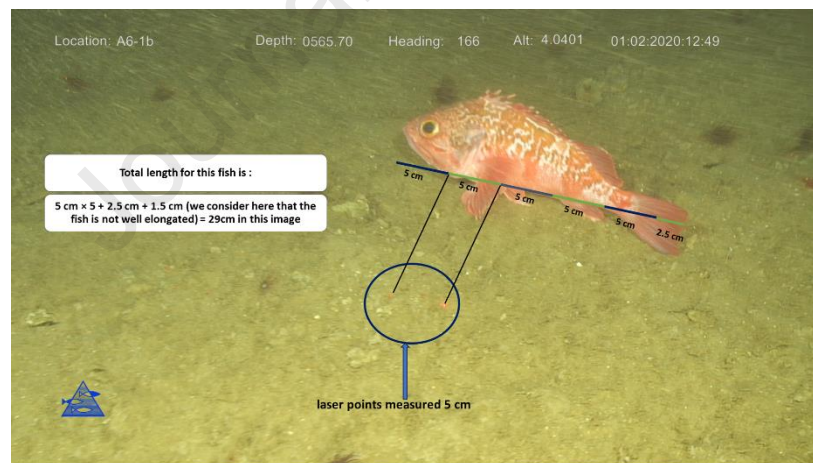 Journa
Location: A6-1b Depth: 0565.70 Heading: 166 Alt: 4.0401 01:02:2020:12:49
Total length for this fish is :
5 cm × 5 + 2.5 cm + 1.5 cm (we consider here that the
fish is not well elongated) = 29cm in this image
5 cm
5 cm
5 cm
5 cm
5 cm
2.5 cm
laser points measured 5 cm